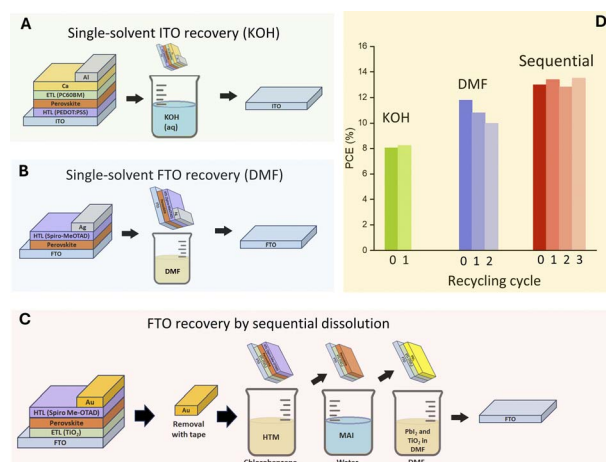 A
Single-solvent ITO recovery (KOH)
Al
Ca
ETL (PC60BM)
Perovskite
HTL (PEDOT:PSS)
ITO
KOH
(aq)
ITO
B
Single-solvent FTO recovery (DMF)
Ag
HTL (Spiro-MeOTAD)
Perovskite
FTO
DMF
FTO
C
FTO recovery by sequential dissolution
Au
HTL (Spiro Me-OTAD)
Perovskite
ETL (TiO2)
FTO
Au
Removal
with tape
HTM
Chlorobenzene
MAI
Water
PbI2 and
TiO2 in
DMF
DMF
FTO
D
PCE (%)
16
14
12
10
8
6
4
2
0
KOH
DMF
Sequential
0 1
0 1 2
0 1 2 3
Recycling cycle